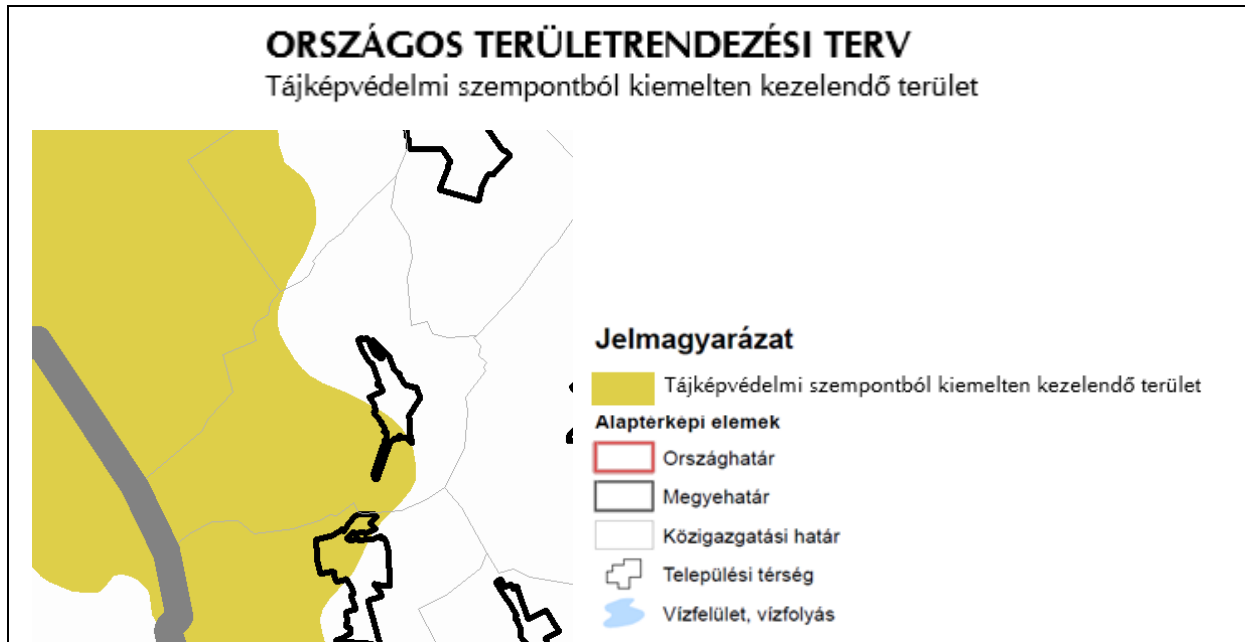 ORSZÁGOS TERÜLETRENDEZÉSI TERV
Tájképvédelmi szempontból kiemelten kezelendő terület
Jelmagyarázat
Tájképvédelmi szempontból kiemelten kezelendő terület
Alaptérképi elemek
Országhatár
Megyehatár
Közigazgatási határ
Települési térség
Vízfelület, vízfolyás